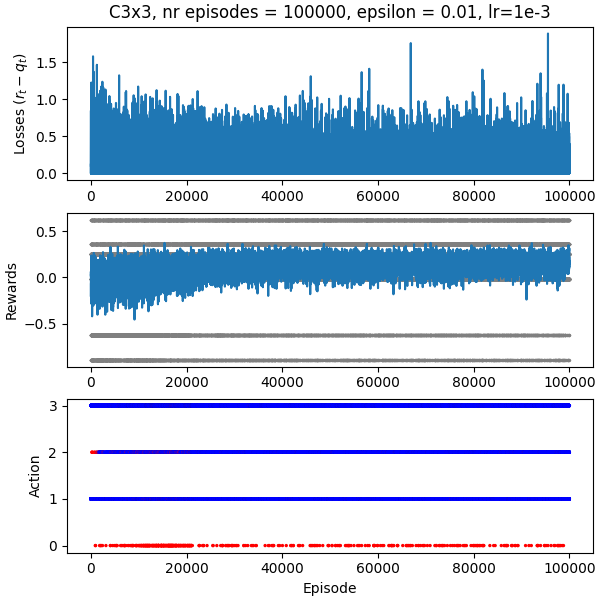 C3x3, nr episodes = 100000, epsilon = 0.01, lr=1e-3
Losses (r_t − q_t)
1.5
1.0
0.5
0.0
0 20000 40000 60000 80000 100000
Rewards
0.5
0.0
−0.5
0 20000 40000 60000 80000 100000
Action
3
2
1
0
0 20000 40000 60000 80000 100000
Episode